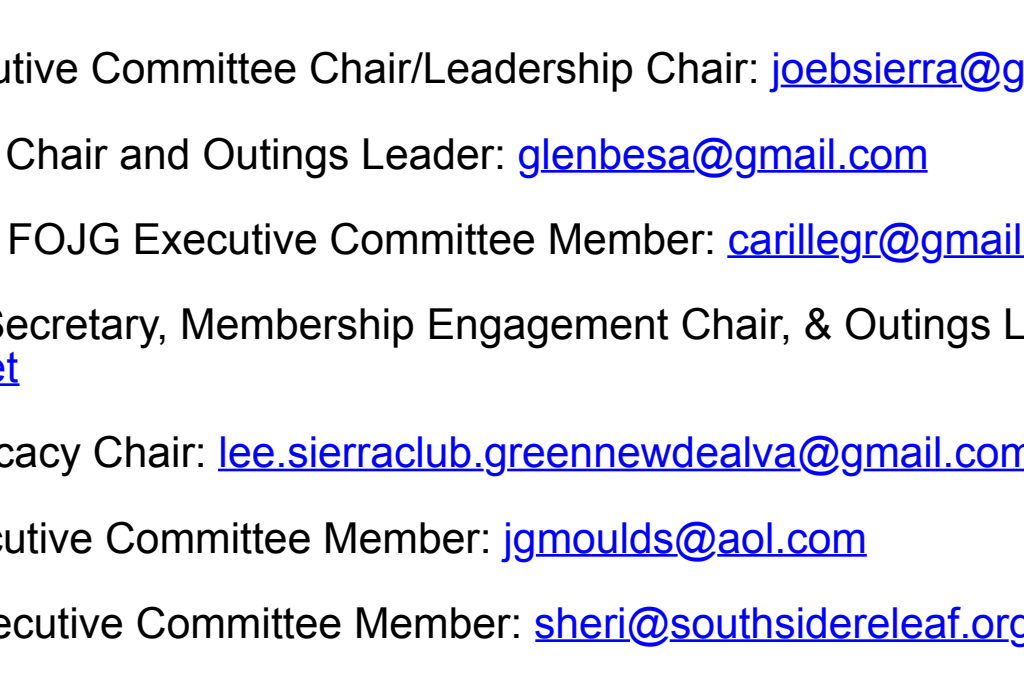 utive Committee Chair/Leadership Chair: joebsierra@g
Chair and Outings Leader: glenbesa@gmail.com
FOJG Executive Committee Member: carillegr@gmail
Secretary, Membership Engagement Chair, & Outings L
et
cacy Chair: lee.sierraclub.greennewdealva@gmail.com
cutive Committee Member: jgmoulds@aol.com
ecutive Committee Member: sheri@southsidereleaf.org